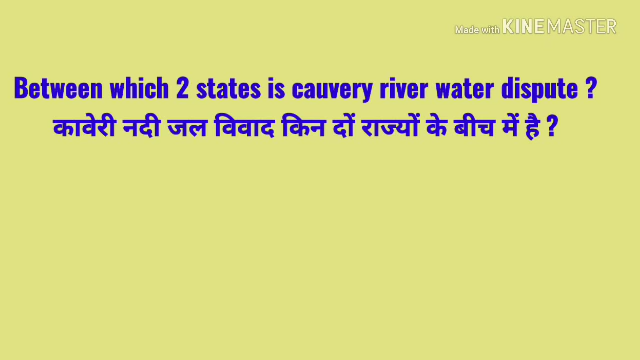 Made with KINEMASTER
Between which 2 states is cauvery river water dispute ?
कावेरी नदी जल विवाद किन दों राज्यों के बीच में है ?